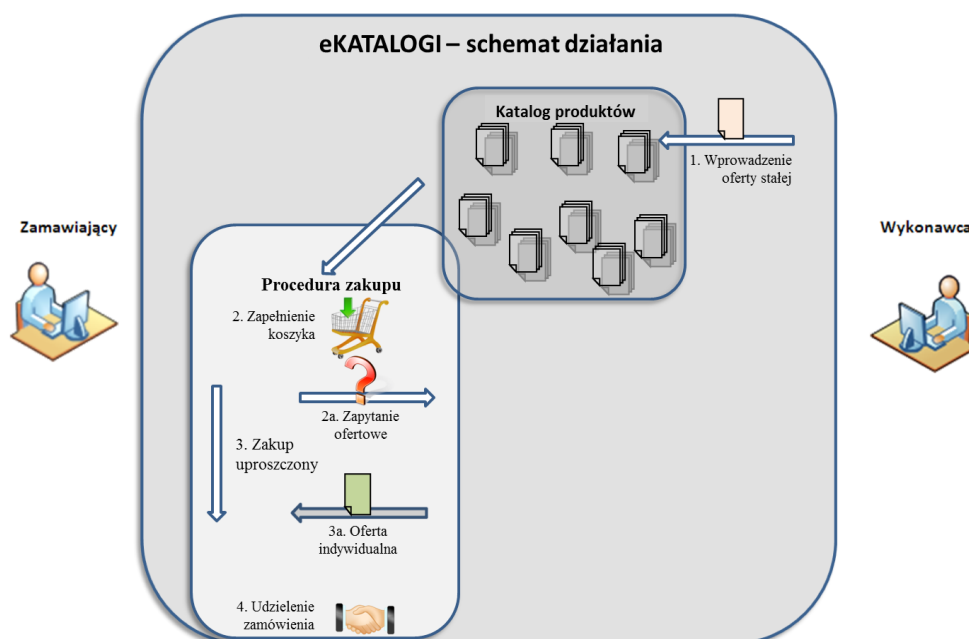 eKATALOGI – schemat działania
Katalog produktów
1. Wprowadzenie
oferty stałej
Zamawiający
Wykonawca
Procedura zakupu
2. Zapełnienie
koszyka
2a. Zapytanie
ofertowe
3. Zakup
uproszczony
3a. Oferta
indywidualna
4. Udzielenie
zamówienia